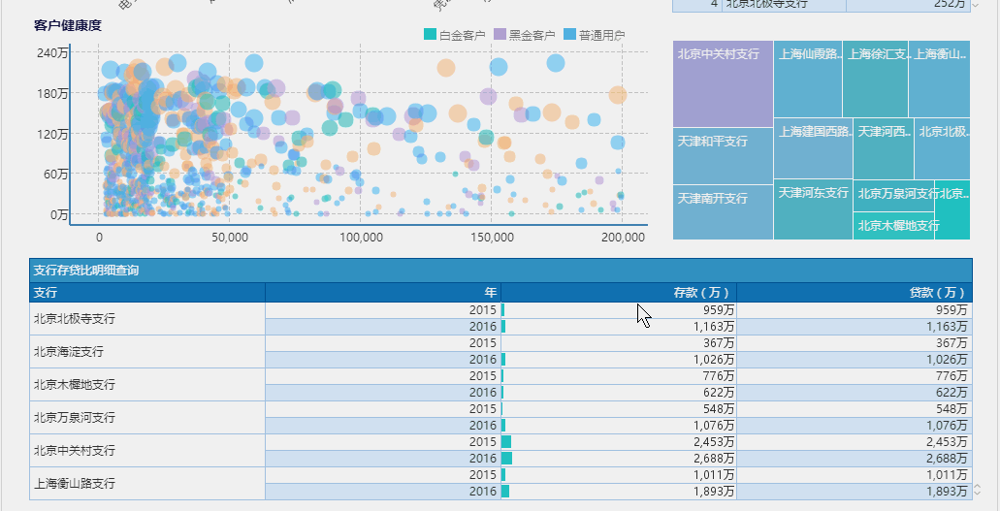 4 北京北极寺支行 252万
客户健康度
白金客户 黑金客户 普通用户
240万
180万
120万
60万
0万
0 50,000 100,000 150,000 200,000
北京中关村支行 上海仙霞路... 上海徐汇支... 上海衡山...
天津和平支行 上海建国西路... 天津河西... 北京北极...
天津南开支行 天津河东支行 北京万泉河支行 北京...
北京木樨地支行
支行存贷比明细查询
支行 年 存款（万） 贷款（万）
北京北极寺支行 2015 959万 959万
2016 1,163万 1,163万
北京海淀支行 2015 367万 367万
2016 1,026万 1,026万
北京木樨地支行 2015 776万 776万
2016 622万 622万
北京万泉河支行 2015 548万 548万
2016 1,076万 1,076万
北京中关村支行 2015 2,453万 2,453万
2016 2,688万 2,688万
上海衡山路支行 2015 1,011万 1,011万
2016 1,893万 1,893万